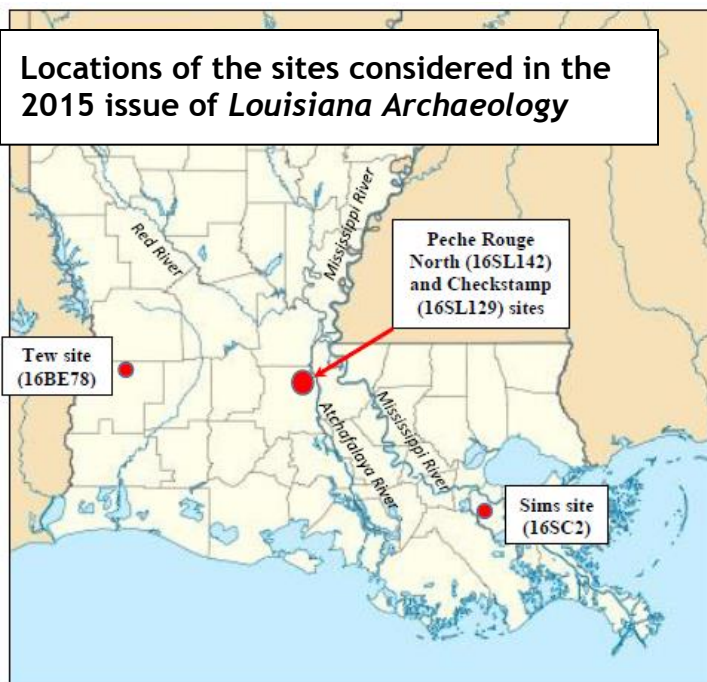 Locations of the sites considered in the
2015 issue of Louisiana Archaeology
Mississippi River
Red River
Peche Rouge
North (16SL142)
and Checkstamp
(16SL129) sites
Tew site
(16BE78)
Atchafalaya River
Mississippi River
Sims site
(16SC2)